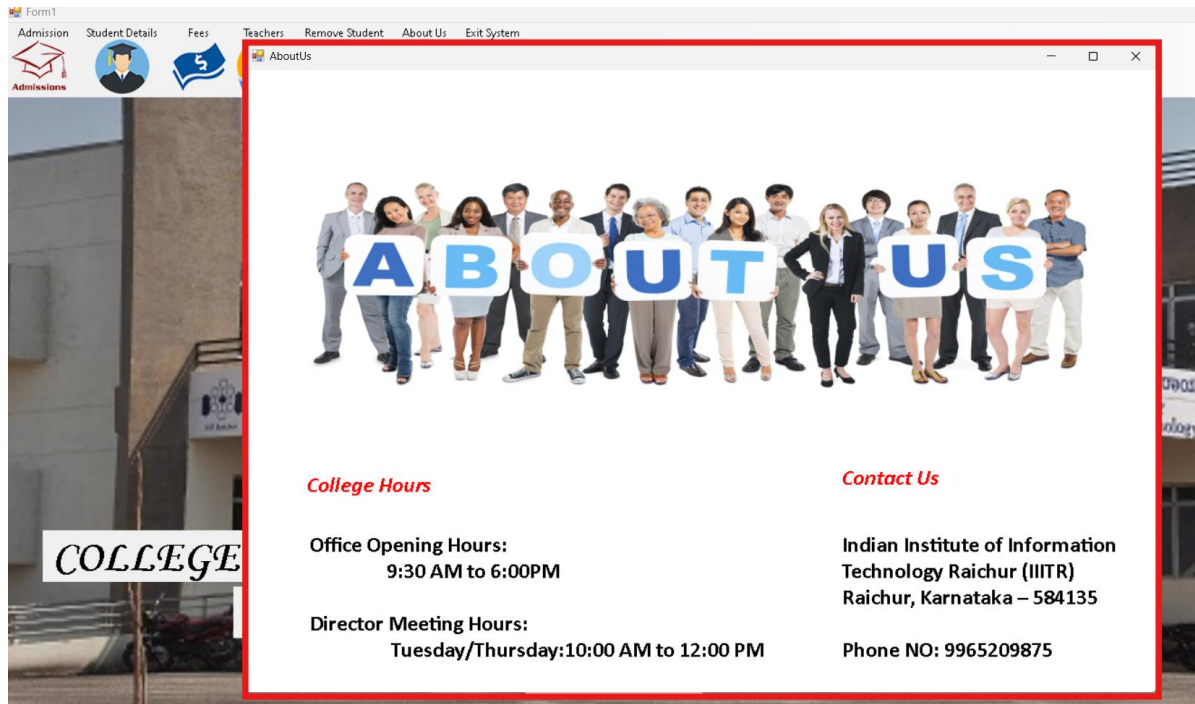 Form1
Admission Student Details Fees Teachers Remove Student About Us Exit System
Admissions
AboutUs
ABOUT US
College Hours
Office Opening Hours:
9:30 AM to 6:00PM
Director Meeting Hours:
Tuesday/Thursday:10:00 AM to 12:00 PM
Contact Us
Indian Institute of Information
Technology Raichur (IIITR)
Raichur, Karnataka – 584135
Phone NO: 9965209875
COLLEGE